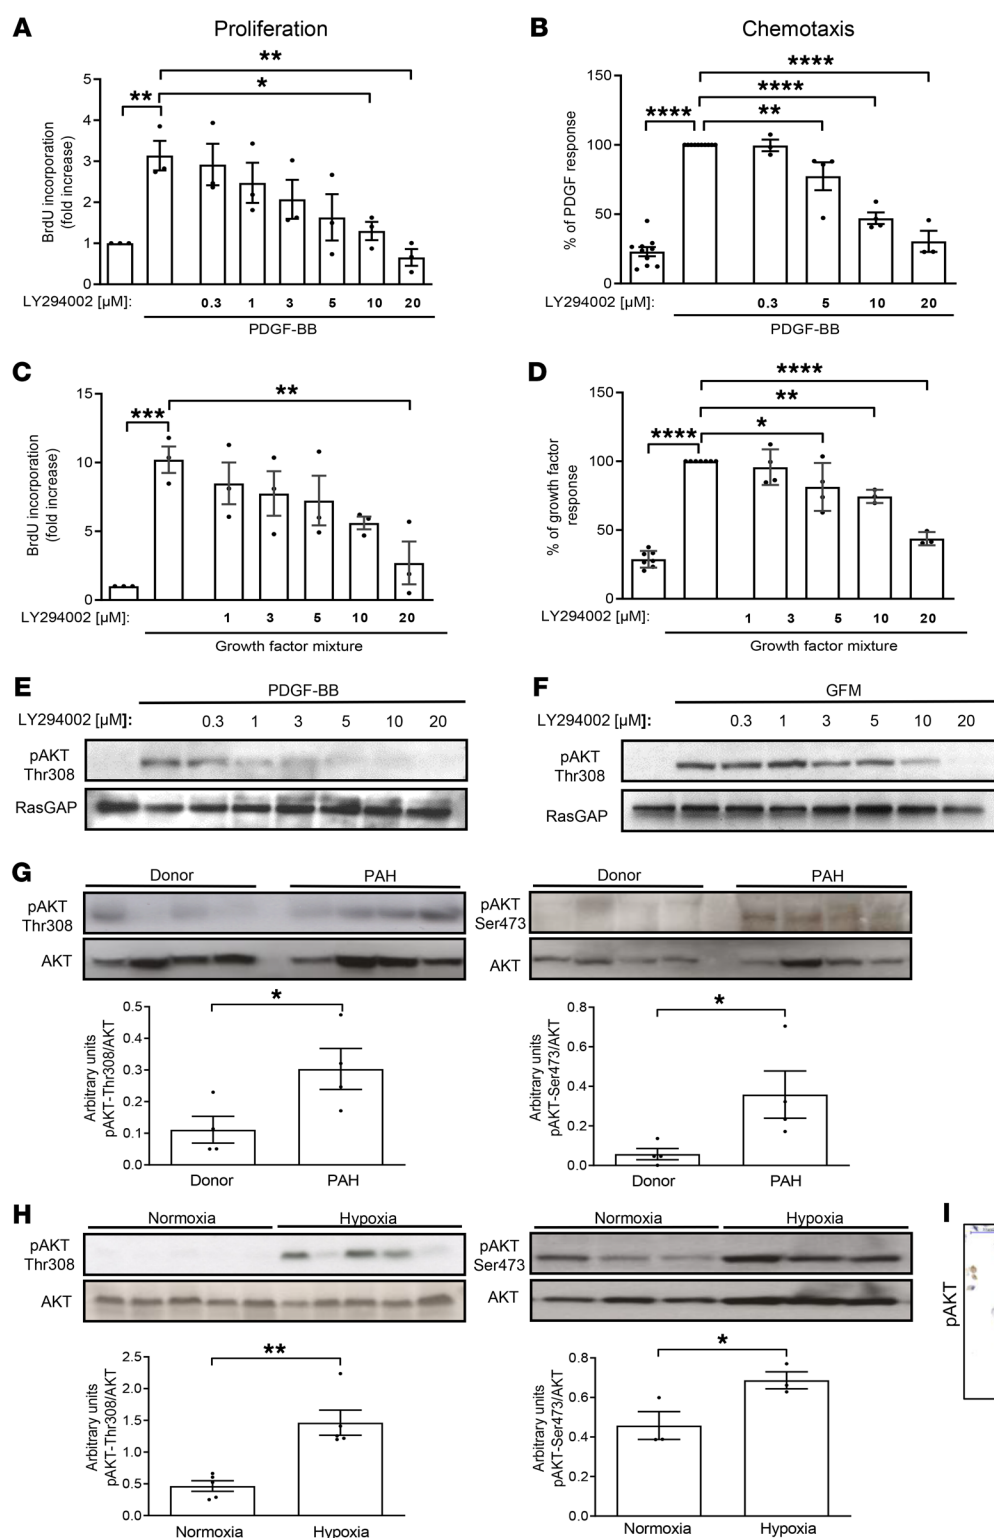 A
Proliferation
**
*
**
5
4
3
2
1
0
BrdU incorporation
(fold increase)
LY294002 [µM]: 0.3 1 3 5 10 20
PDGF-BB
B
Chemotaxis
****
****
**
****
150
100
50
0
% of PDGF response
LY294002 [µM]: 0.3 5 10 20
PDGF-BB
C
**
***
15
10
5
0
BrdU incorporation
(fold increase)
LY294002 [µM]: 1 3 5 10 20
Growth factor mixture
D
****
**
*
****
150
100
50
0
% of growth factor
response
LY294002 [µM]: 1 3 5 10 20
Growth factor mixture
E
PDGF-BB
LY294002 [µM]: 0.3 1 3 5 10 20
pAKT
Thr308
RasGAP
F
GFM
LY294002 [µM]: 0.3 1 3 5 10 20
pAKT
Thr308
RasGAP
G
Donor PAH
pAKT
Thr308
AKT
*
0.5
0.4
0.3
0.2
0.1
0.0
Arbitrary units
pAKT-Thr308/AKT
Donor PAH
Donor PAH
pAKT
Ser473
AKT
*
0.8
0.6
0.4
0.2
0.0
Arbitrary units
pAKT-Ser473/AKT
Donor PAH
H
Normoxia Hypoxia
pAKT
Thr308
AKT
**
2.5
2.0
1.5
1.0
0.5
0.0
Arbitrary units
pAKT-Thr308/AKT
Normoxia Hypoxia
Normoxia Hypoxia
pAKT
Ser473
AKT
*
0.8
0.6
0.4
0.2
0.0
Arbitrary units
pAKT-Ser473/AKT
Normoxia Hypoxia
I
pAKT